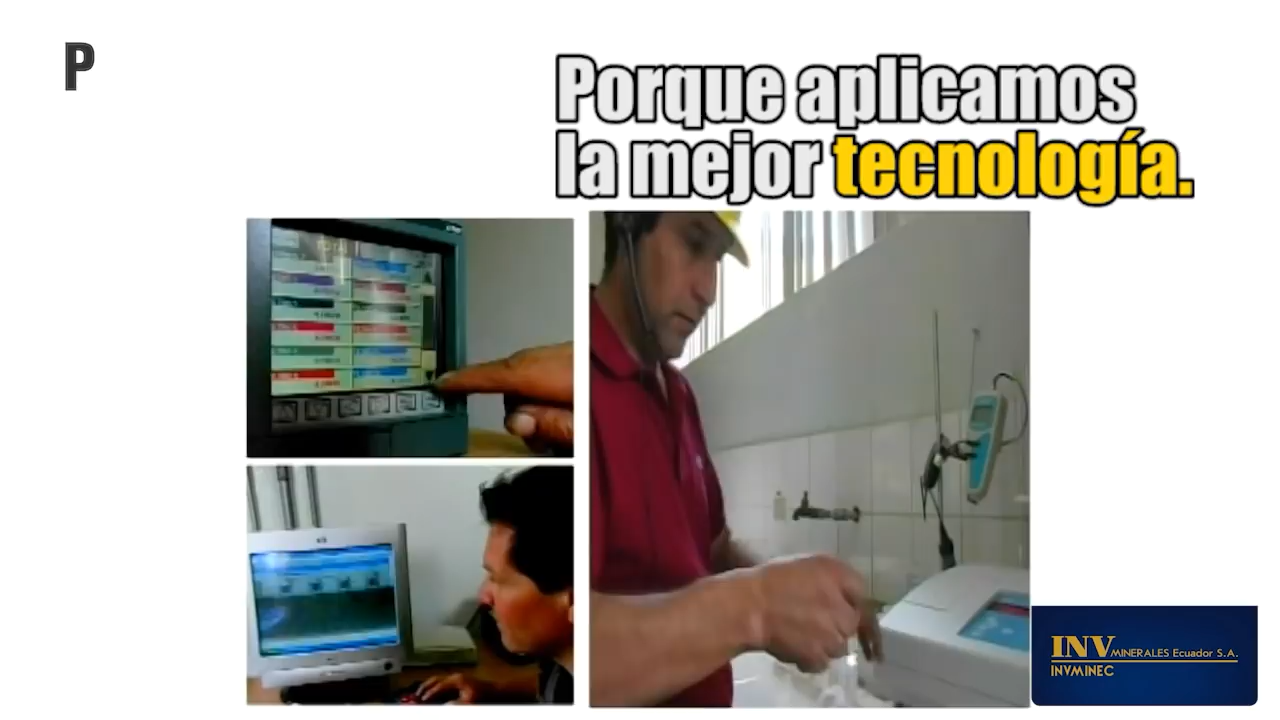 P
Porque aplicamos
la mejor tecnología.
INV MINERALES Ecuador S.A.
INVMINEC